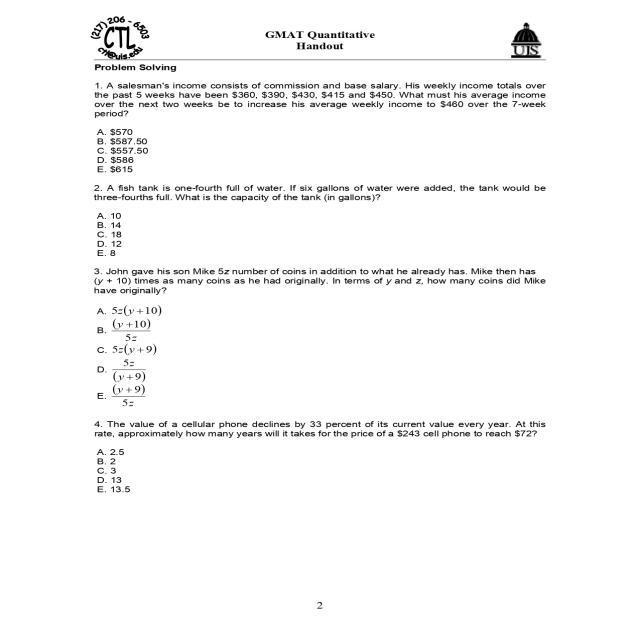 (217) 206 - 6503
CTL
ctl@uis.edu
GMAT Quantitative
Handout
UIS
Problem Solving
1. A salesman's income consists of commission and base salary. His weekly income totals over
the past 5 weeks have been $360, $390, $430, $415 and $450. What must his average income
over the next two weeks be to increase his average weekly income to $460 over the 7-week
period?
A. $570
B. $587.50
C. $557.50
D. $586
E. $615
2. A fish tank is one-fourth full of water. If six gallons of water were added, the tank would be
three-fourths full. What is the capacity of the tank (in gallons)?
A. 10
B. 14
C. 18
D. 12
E. 8
3. John gave his son Mike 5z number of coins in addition to what he already has. Mike then has
(y + 10) times as many coins as he had originally. In terms of y and z, how many coins did Mike
have originally?
A. 5z(y+10)
B. (y+10)
5z
C. 5z(y+9)
D. 5z
(y+9)
E. (y+9)
5z
4. The value of a cellular phone declines by 33 percent of its current value every year. At this
rate, approximately how many years will it takes for the price of a $243 cell phone to reach $72?
A. 2.5
B. 2
C. 3
D. 13
E. 13.5
2